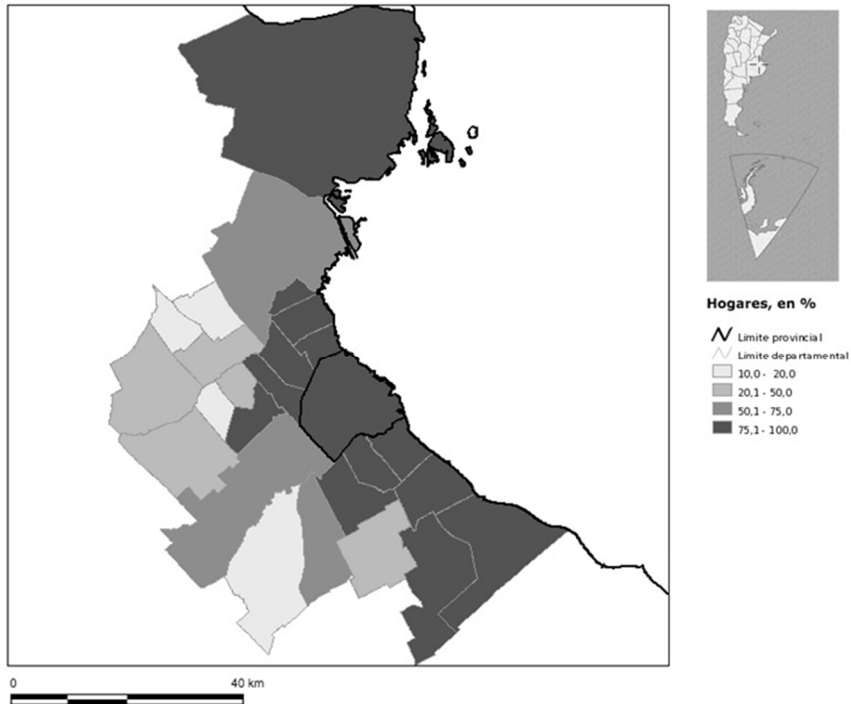 Hogares, en %
Límite provincial
Límite departamental
10,0 - 20,0
20,1 - 50,0
50,1 - 75,0
75,1 - 100,0
0 40 km